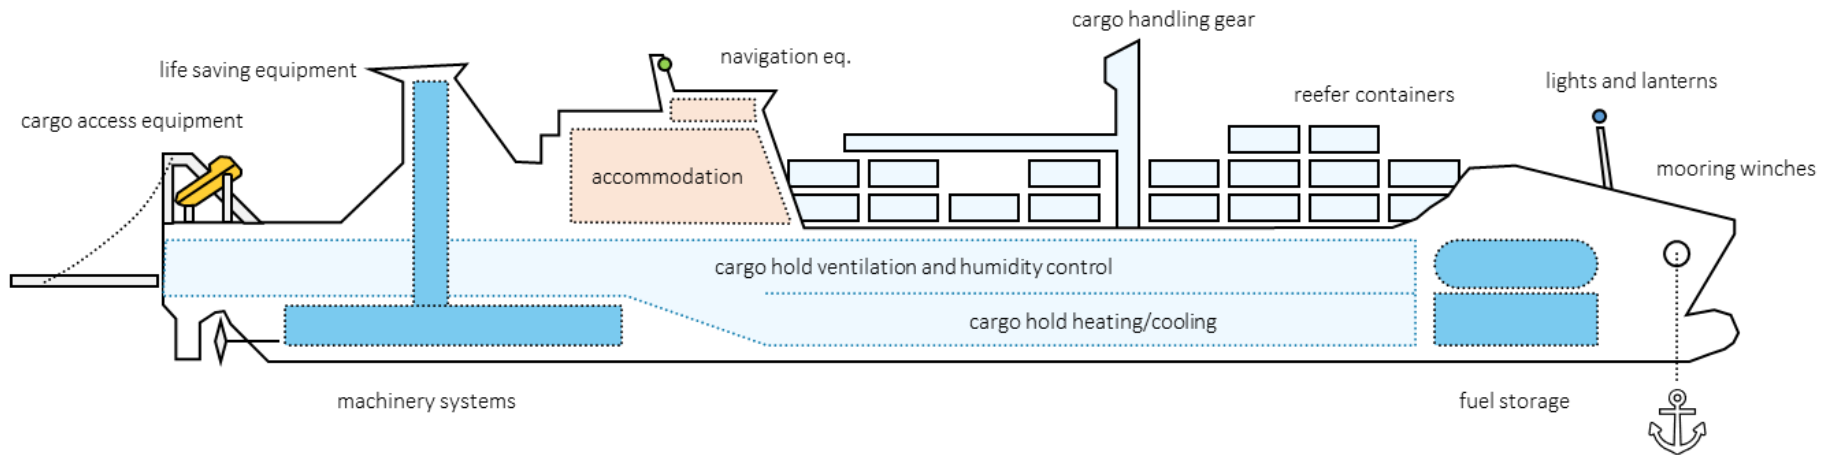 cargo handling gear
navigation eq.
life saving equipment
lights and lanterns
reefer containers
cargo access equipment
mooring winches
accommodation
cargo hold ventilation and humidity control
cargo hold heating/cooling
machinery systems
fuel storage